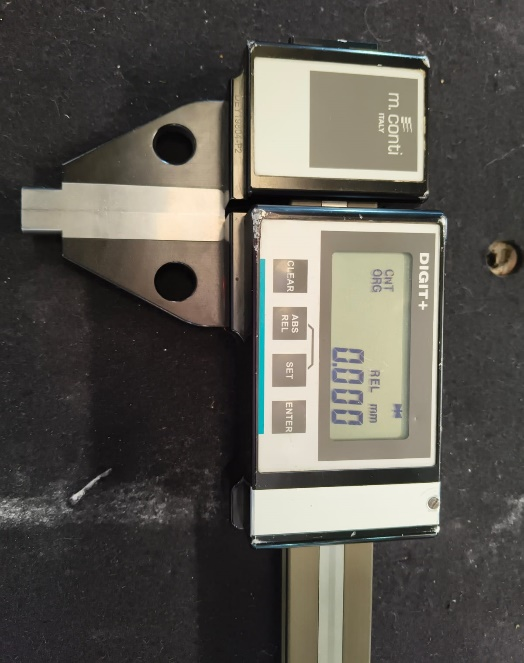 m. conti
ITALY
DIGIT+
CNT
ORG
REL mm
0.000
CLEAR
ABS
REL
SET
ENTER